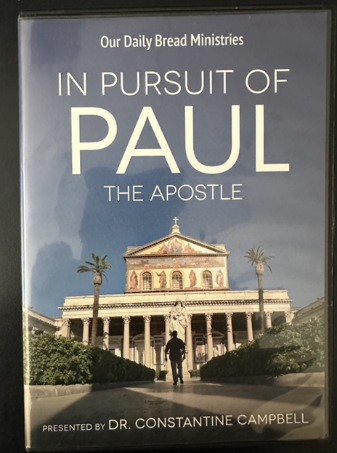 Our Daily Bread Ministries
IN PURSUIT OF
PAUL
THE APOSTLE
PRESENTED BY DR. CONSTANTINE CAMPBELL